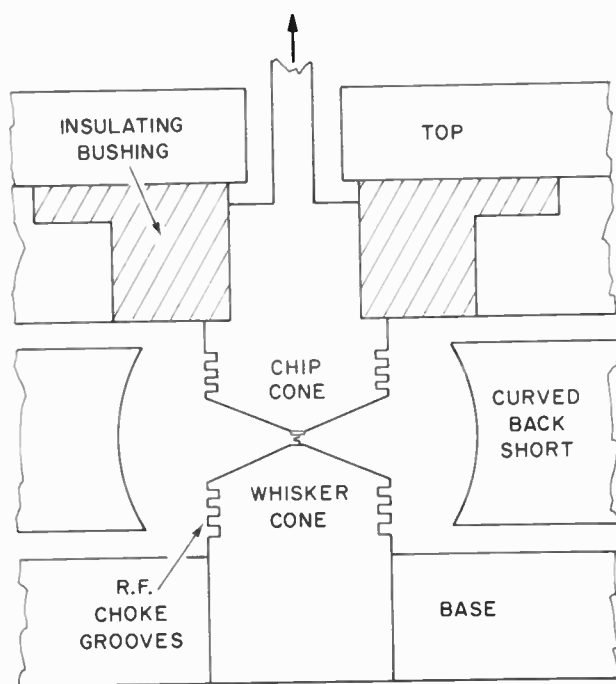 INSULATING
BUSHING
TOP
CHIP
CONE
CURVED
BACK
SHORT
WHISKER
CONE
R.F.
CHOKE
GROOVES
BASE